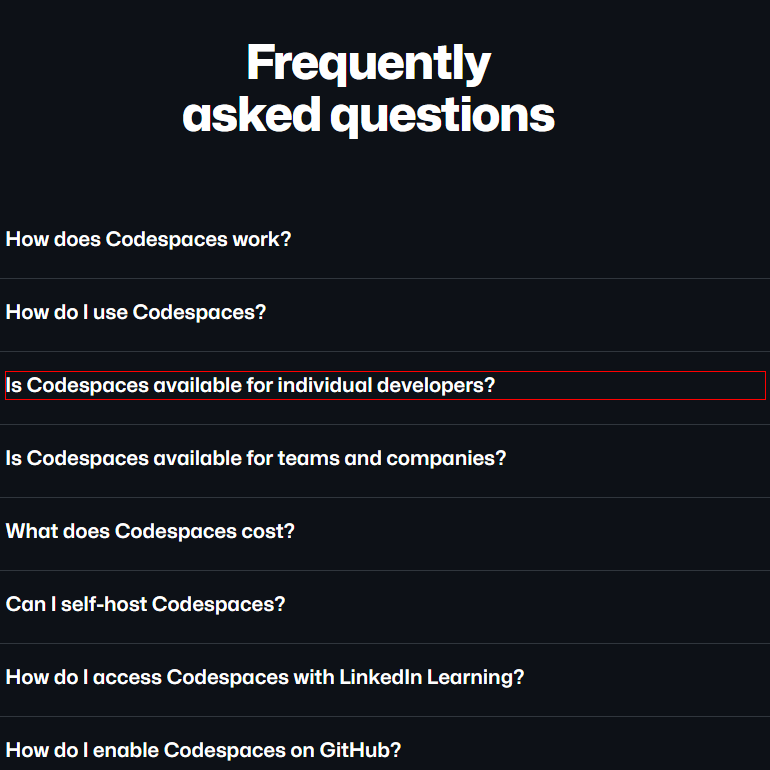 Frequently
asked questions
How does Codespaces work?
How do I use Codespaces?
Is Codespaces available for individual developers?
Is Codespaces available for teams and companies?
What does Codespaces cost?
Can I self-host Codespaces?
How do I access Codespaces with LinkedIn Learning?
How do I enable Codespaces on GitHub?